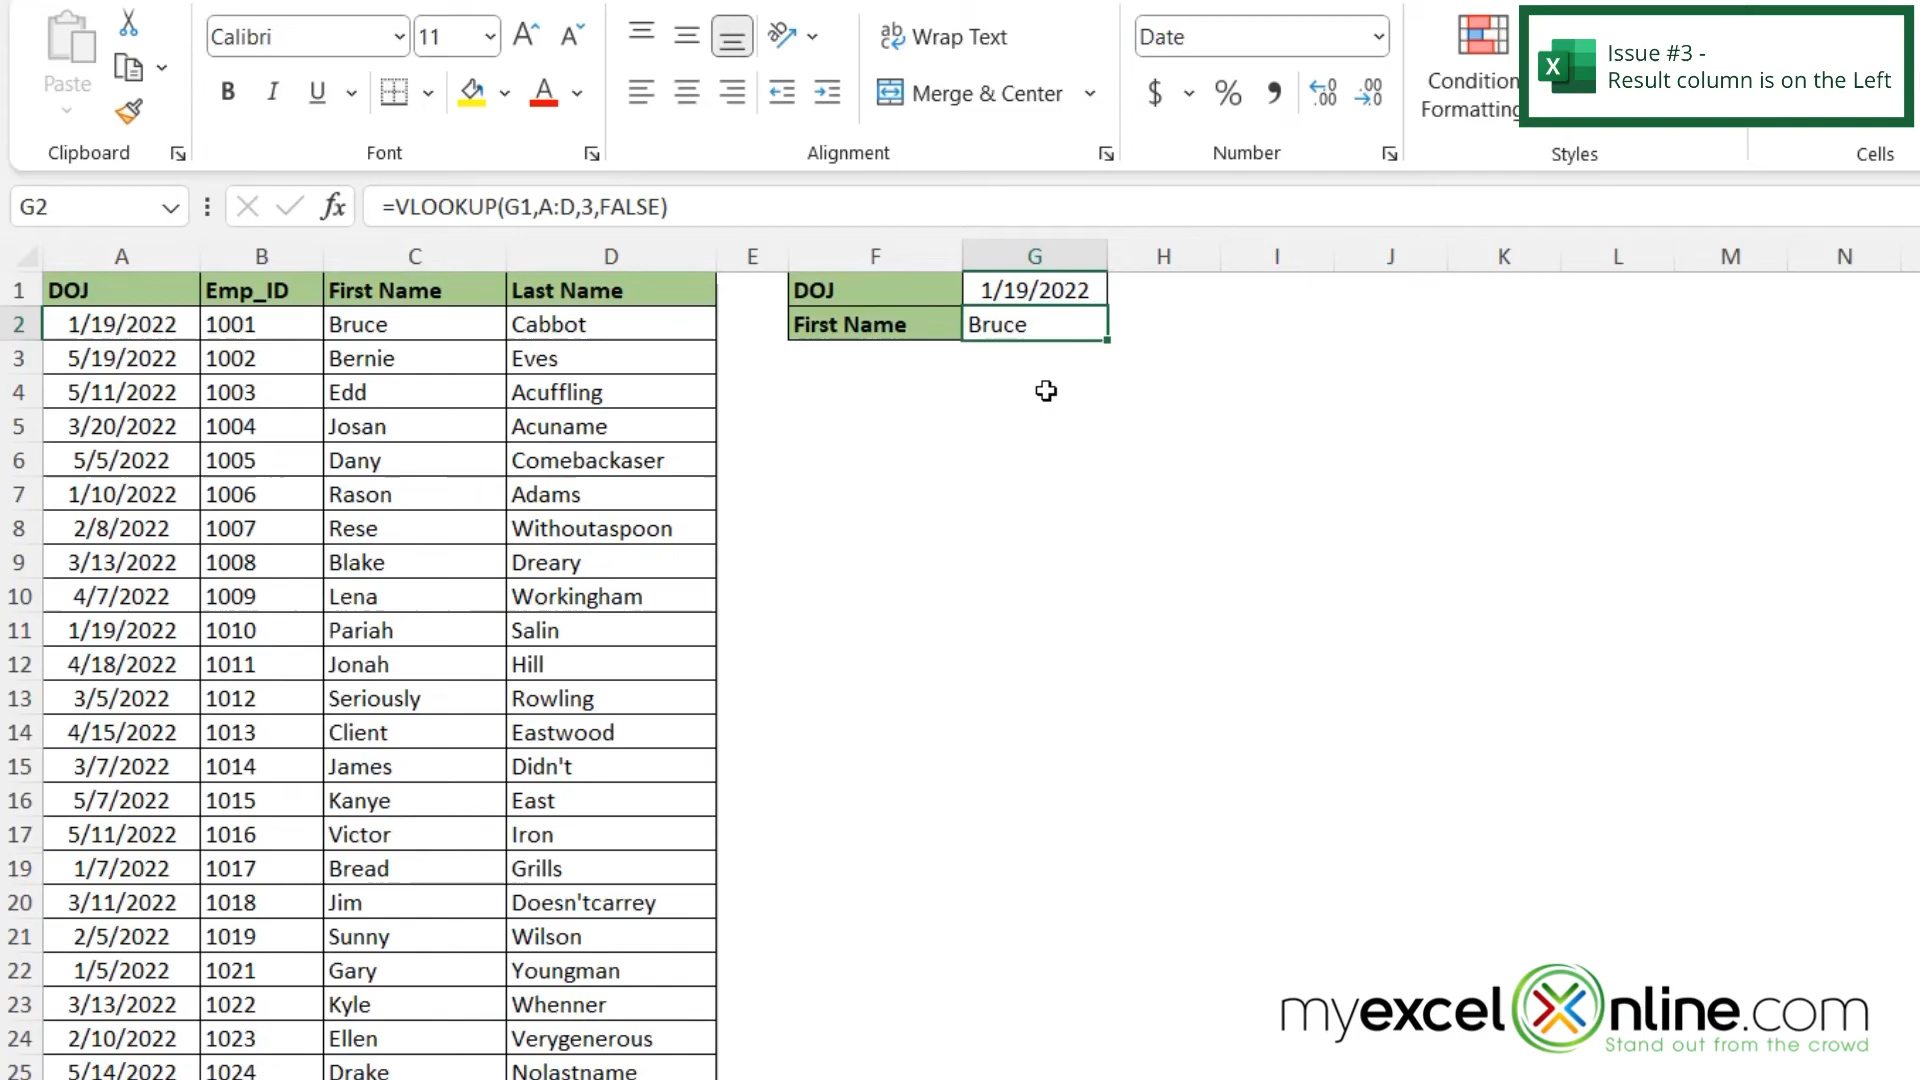 Calibri 11 A A ab Wrap Text Date
Issue #3 -
Result column is on the Left
Paste B I U A Merge & Center $ % 9 .00 .00 Condition
Formatting
Clipboard Font Alignment Number Styles Cells
G2 fx =VLOOKUP(G1,A:D,3,FALSE)
A B C D E F G H I J K L M N
1 DOJ Emp_ID First Name Last Name DOJ 1/19/2022
2 1/19/2022 1001 Bruce Cabbot First Name Bruce
3 5/19/2022 1002 Bernie Eves
4 5/11/2022 1003 Edd Acuffling
5 3/20/2022 1004 Josan Acuname
6 5/5/2022 1005 Dany Comebackaser
7 1/10/2022 1006 Rason Adams
8 2/8/2022 1007 Rese Withoutaspoon
9 3/13/2022 1008 Blake Dreary
10 4/7/2022 1009 Lena Workingham
11 1/19/2022 1010 Pariah Salin
12 4/18/2022 1011 Jonah Hill
13 3/5/2022 1012 Seriously Rowling
14 4/15/2022 1013 Client Eastwood
15 3/7/2022 1014 James Didn't
16 5/7/2022 1015 Kanye East
17 5/11/2022 1016 Victor Iron
19 1/7/2022 1017 Bread Grills
20 3/11/2022 1018 Jim Doesn'tcarrey
21 2/5/2022 1019 Sunny Wilson
22 1/5/2022 1021 Gary Youngman
23 3/13/2022 1022 Kyle Whenner
24 2/10/2022 1023 Ellen Verygenerous
25 5/14/2022 1024 Drake Nolastname
myexcelOnline.com
Stand out from the crowd